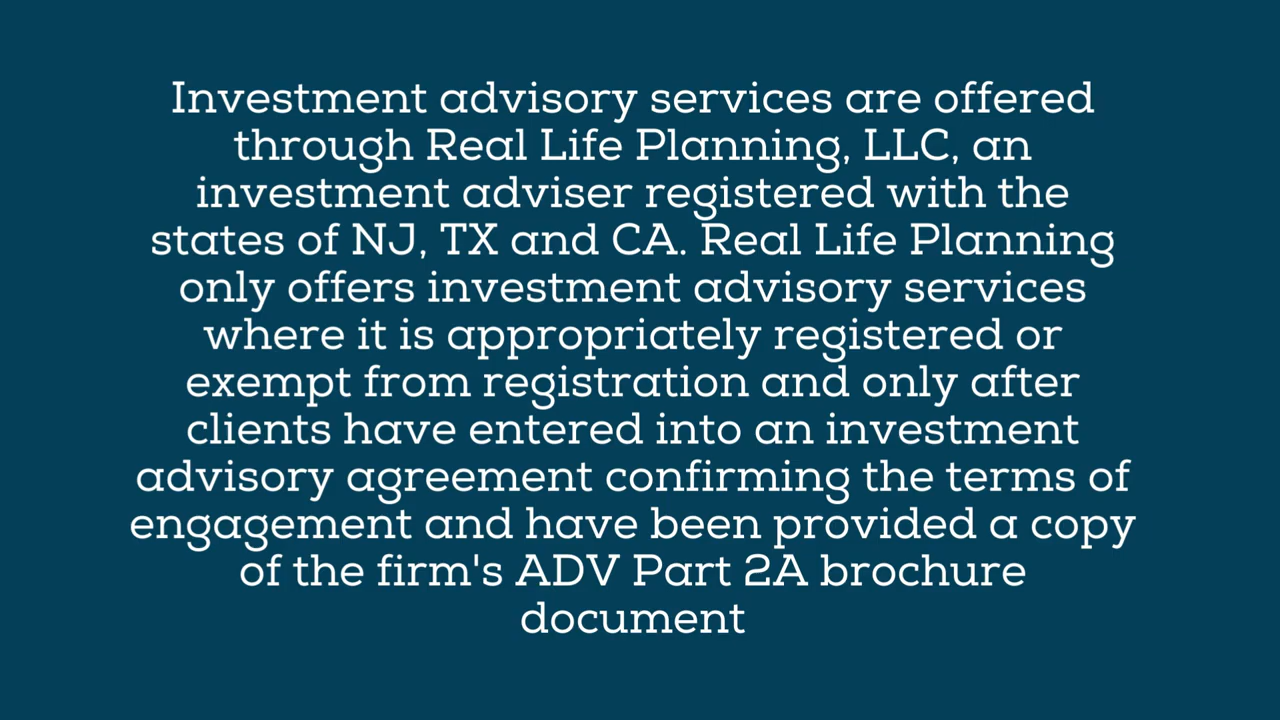 Investment advisory services are offered
through Real Life Planning, LLC, an
investment adviser registered with the
states of NJ, TX and CA. Real Life Planning
only offers investment advisory services
where it is appropriately registered or
exempt from registration and only after
clients have entered into an investment
advisory agreement confirming the terms of
engagement and have been provided a copy
of the firm's ADV Part 2A brochure
document